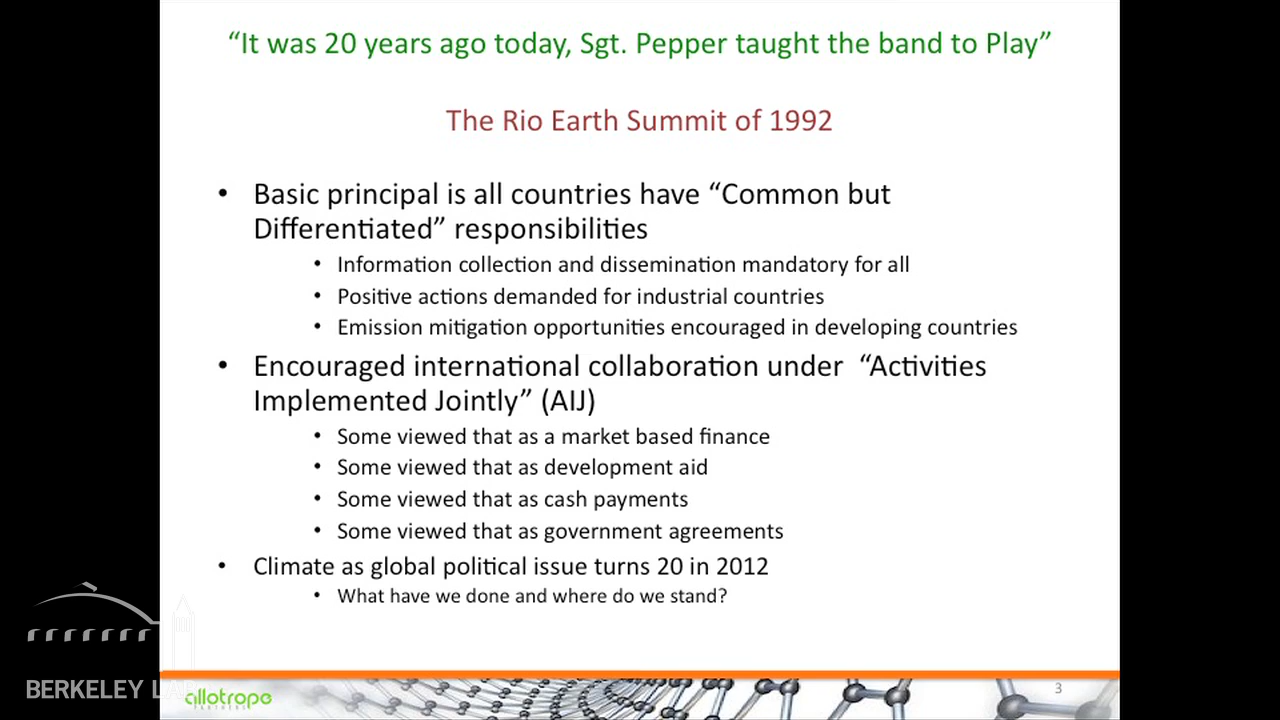 “It was 20 years ago today, Sgt. Pepper taught the band to Play”
The Rio Earth Summit of 1992
• Basic principal is all countries have “Common but
Differentiated” responsibilities
• Information collection and dissemination mandatory for all
• Positive actions demanded for industrial countries
• Emission mitigation opportunities encouraged in developing countries
• Encouraged international collaboration under “Activities
Implemented Jointly” (AIJ)
• Some viewed that as a market based finance
• Some viewed that as development aid
• Some viewed that as cash payments
• Some viewed that as government agreements
• Climate as global political issue turns 20 in 2012
• What have we done and where do we stand?
BERKELEY LAB
allotrope
PARTNERS
3